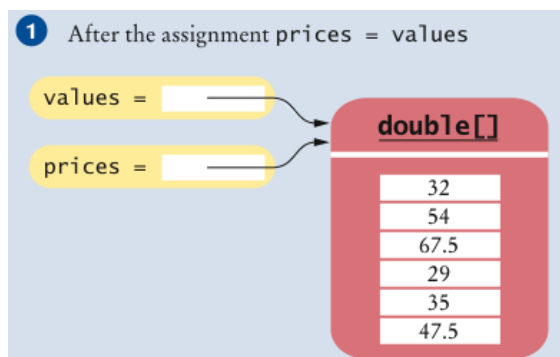 1 After the assignment prices = values
values =
prices =
double[]
32
54
67.5
29
35
47.5